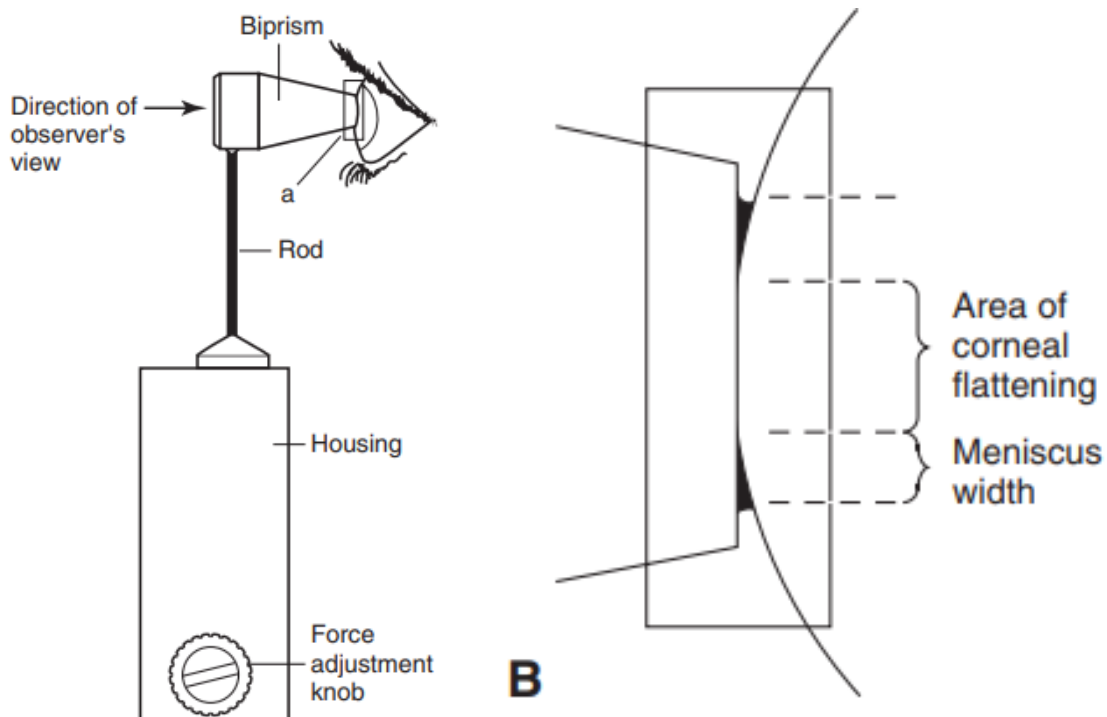 Biprism
Direction of
observer's
view
a
Rod
Housing
Force
adjustment
knob
B
Area of
corneal
flattening
Meniscus
width